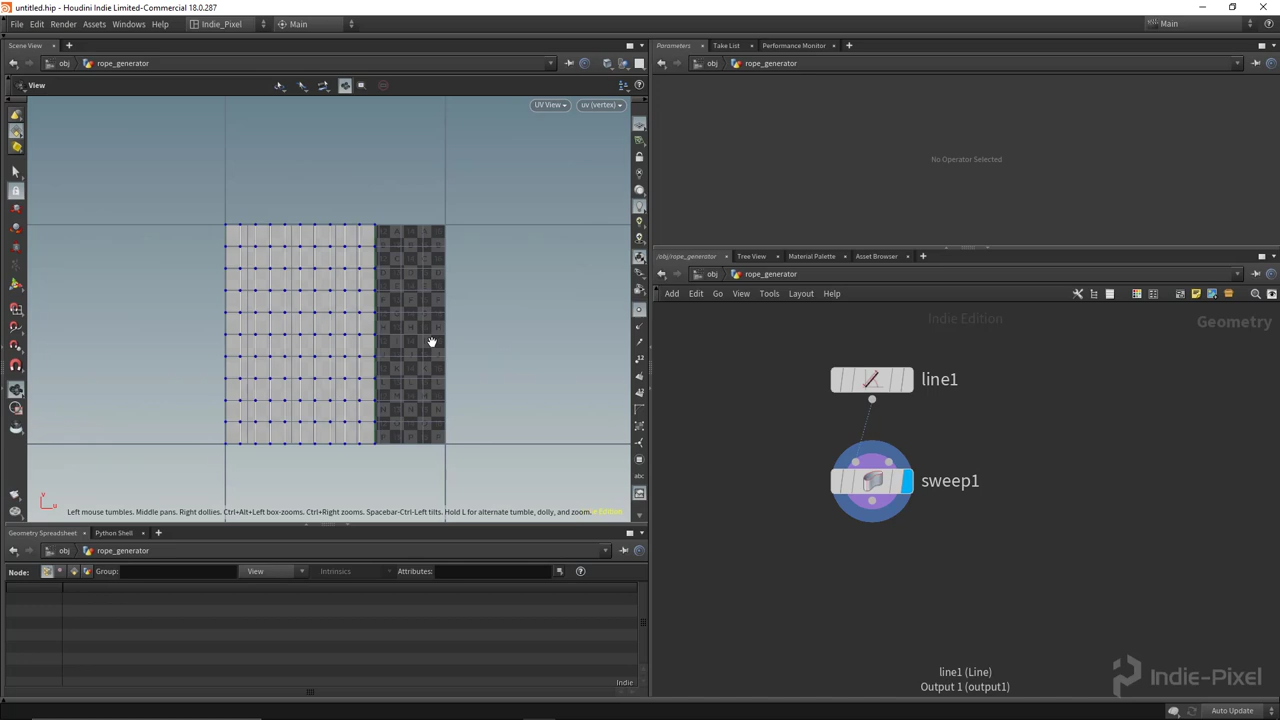 untitled.hip - Houdini Indie Limited-Commercial 18.0.287
File Edit Render Assets Windows Help Indie_Pixel Main Main
Scene View
obj rope_generator
View
UV View uv (vertex)
Left mouse tumbles. Middle pans. Right dollies. Ctrl+Alt+Left box-zooms. Ctrl+Right zooms. Spacebar-Ctrl-Left tilts. Hold L for alternate tumble, dolly, and zoom.
Geometry Spreadsheet Python Shell
obj rope_generator
Node: Group: View Intrinsics Attributes:
Indie
Parameters Take List Performance Monitor
obj rope_generator
No Operator Selected
/obj/rope_generator Tree View Material Palette Asset Browser
obj rope_generator
Add Edit Go View Tools Layout Help
Indie Edition
Geometry
line1
sweep1
line1 (Line)
Output 1 (output1)
Indie-Pixel
Auto Update